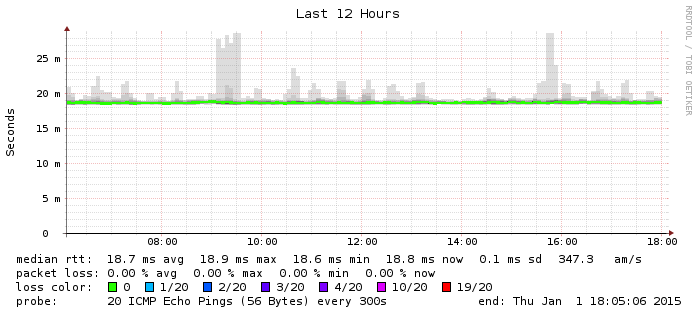 Last 12 Hours
RRDTOOL / TOBI OETIKER
Seconds
25 m
20 m
15 m
10 m
5 m
0
08:00 10:00 12:00 14:00 16:00 18:00
median rtt: 18.7 ms avg 18.9 ms max 18.6 ms min 18.8 ms now 0.1 ms sd 347.3 am/s
packet loss: 0.00 % avg 0.00 % max 0.00 % min 0.00 % now
loss color: 0 1/20 2/20 3/20 4/20 10/20 19/20
probe: 20 ICMP Echo Pings (56 Bytes) every 300s end: Thu Jan 1 18:05:06 2015